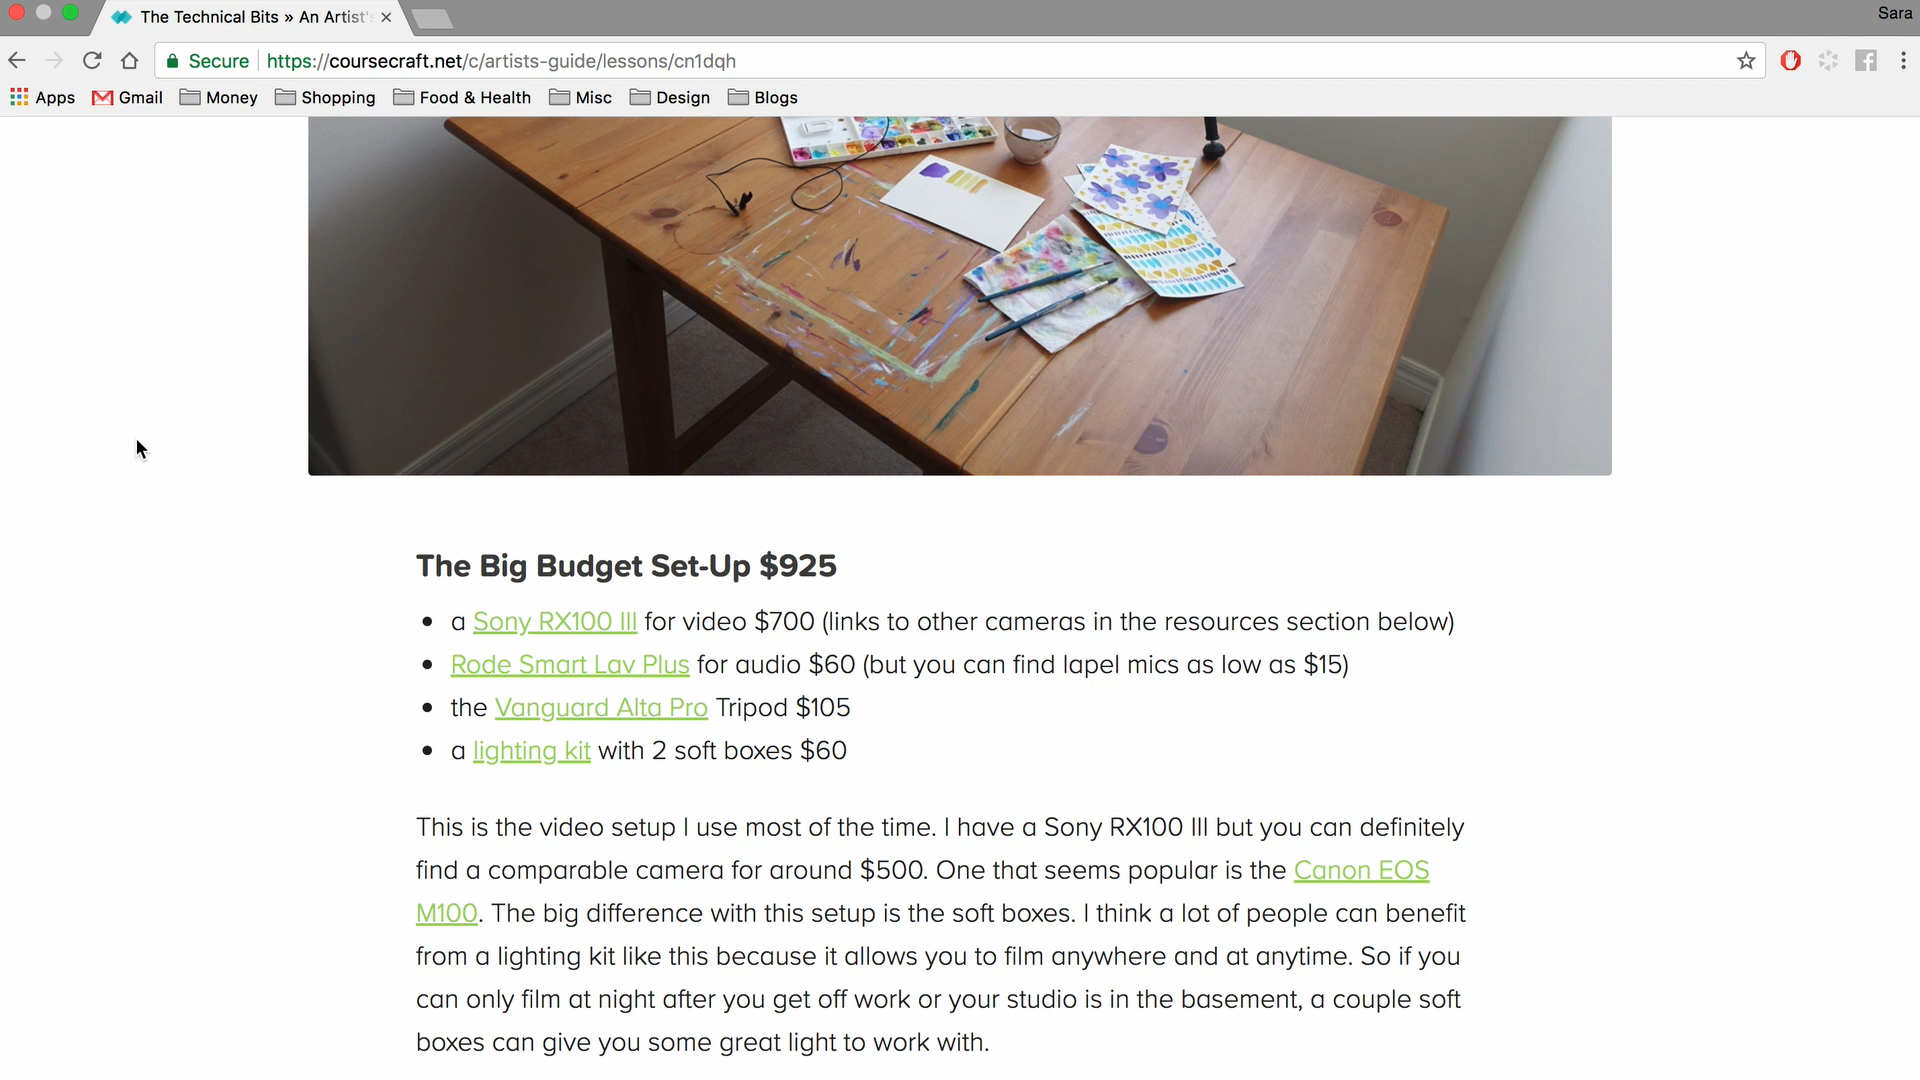 The Technical Bits » An Artist'
Sara
Secure https://coursecraft.net/c/artists-guide/lessons/cn1dqh
Apps Gmail Money Shopping Food & Health Misc Design Blogs
The Big Budget Set-Up $925
a Sony RX100 III for video $700 (links to other cameras in the resources section below)
Rode Smart Lav Plus for audio $60 (but you can find lapel mics as low as $15)
the Vanguard Alta Pro Tripod $105
a lighting kit with 2 soft boxes $60
This is the video setup I use most of the time. I have a Sony RX100 III but you can definitely
find a comparable camera for around $500. One that seems popular is the Canon EOS
M100. The big difference with this setup is the soft boxes. I think a lot of people can benefit
from a lighting kit like this because it allows you to film anywhere and at anytime. So if you
can only film at night after you get off work or your studio is in the basement, a couple soft
boxes can give you some great light to work with.